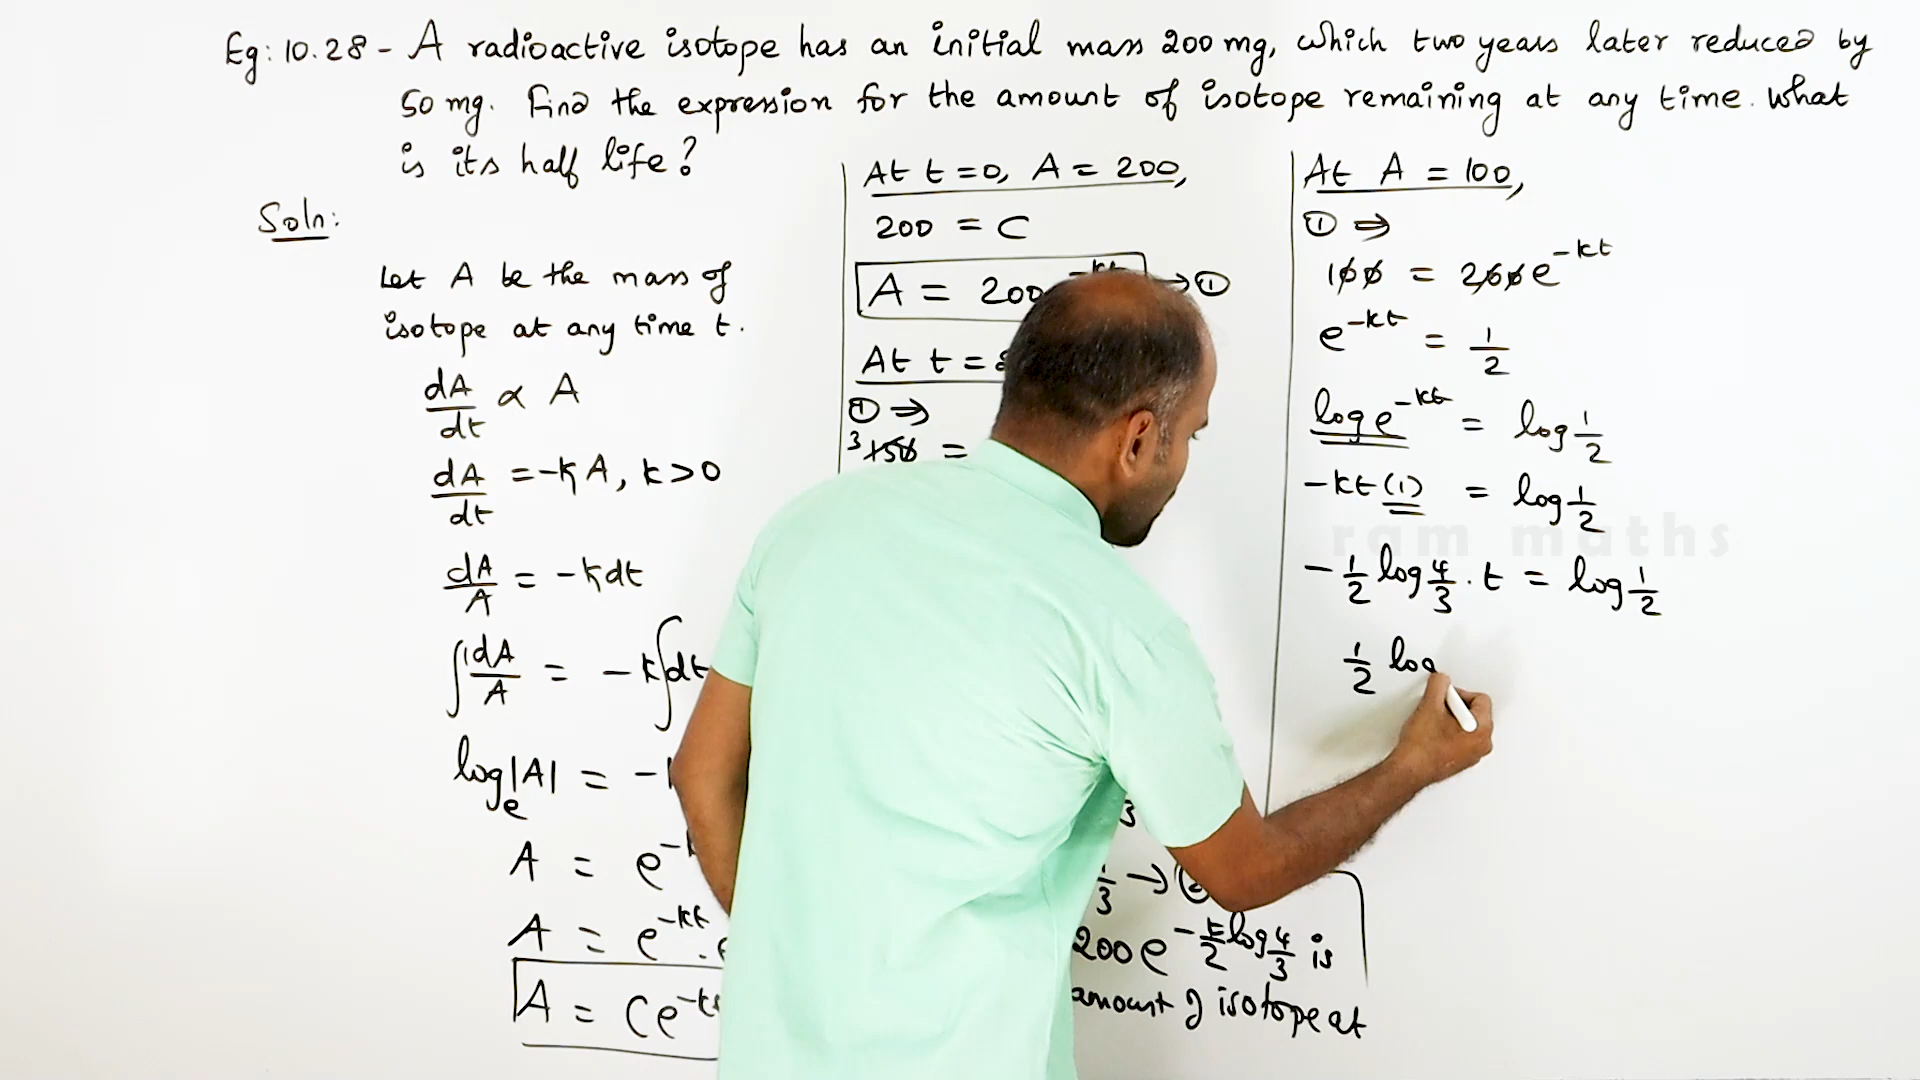 Eg: 10.28 - A radioactive isotope has an initial mass 200 mg, which two years later reduced by
50 mg. Find the expression for the amount of isotope remaining at any time. What
is its half life?
Soln:
Let A be the mass of
isotope at any time t.
dA/dt ∝ A
dA/dt = -kA, k>0
dA/A = -kdt
∫dA/A = -k∫dt
log_e|A| = -
A = e^-
A = e^-kt .
A = Ce^-
At t=0, A = 200,
200 = C
A = 200 → ①
At t =
① ⇒
3 150 =
3
1/3 → ②
200e^(-t/2 log 4/3) is
amount of isotope at
At A = 100,
① ⇒
100 = 200e^-kt
e^-kt = 1/2
log e^-kt = log 1/2
-kt(1) = log 1/2
-1/2 log 4/3 . t = log 1/2
1/2 log
ram maths